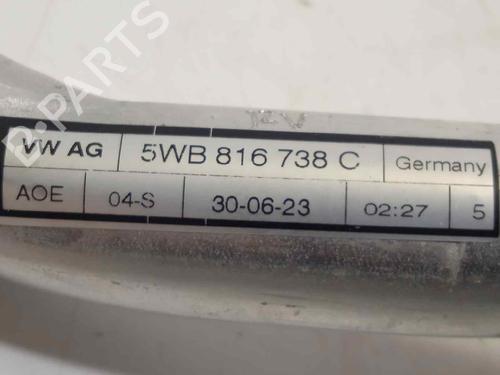 VW AG 5WB 816 738 C Germany
AOE 04-S 30-06-23 02:27 5
B-PARTS